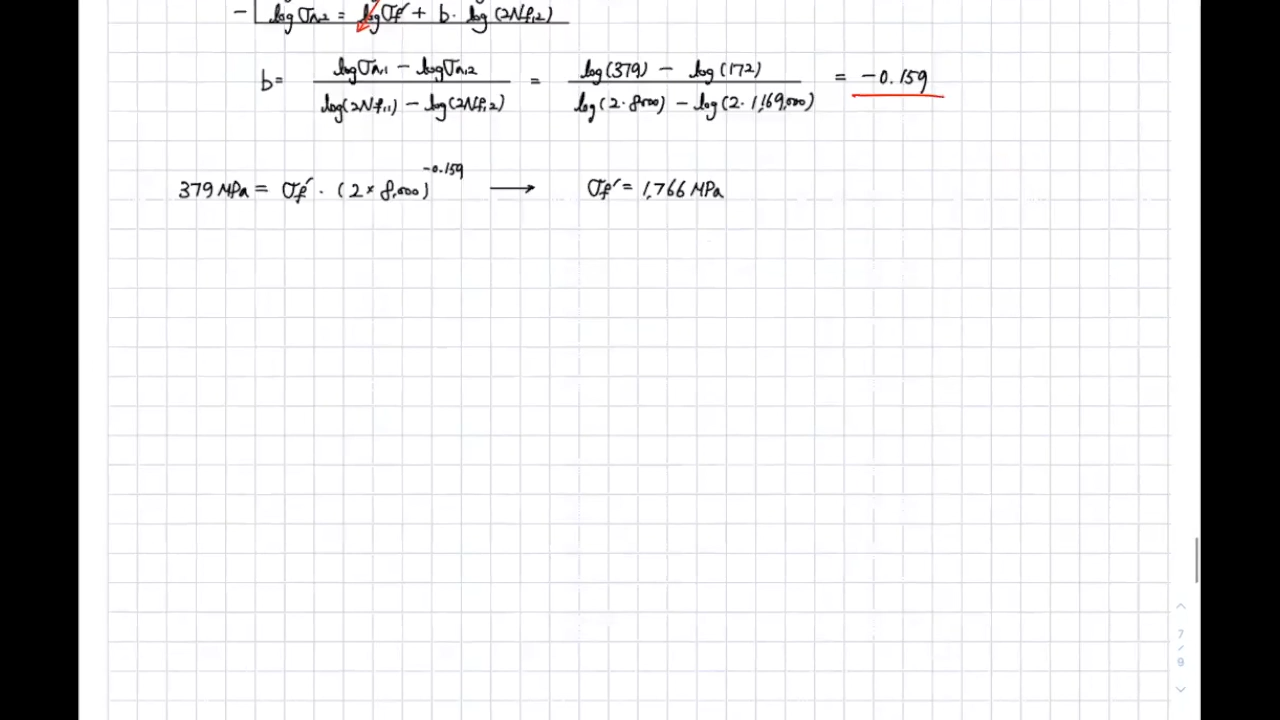 - log σa,2 = log σf' + b · log (2Nf,2)
b = (log σa,1 - log σa,2) / (log(2Nf,1) - log(2Nf,2)) = (log(379) - log(172)) / (log(2·8,000) - log(2·1,169,000)) = -0.159
379 MPa = σf' · (2 × 8,000)^-0.159 → σf' = 1,766 MPa
7
/
9